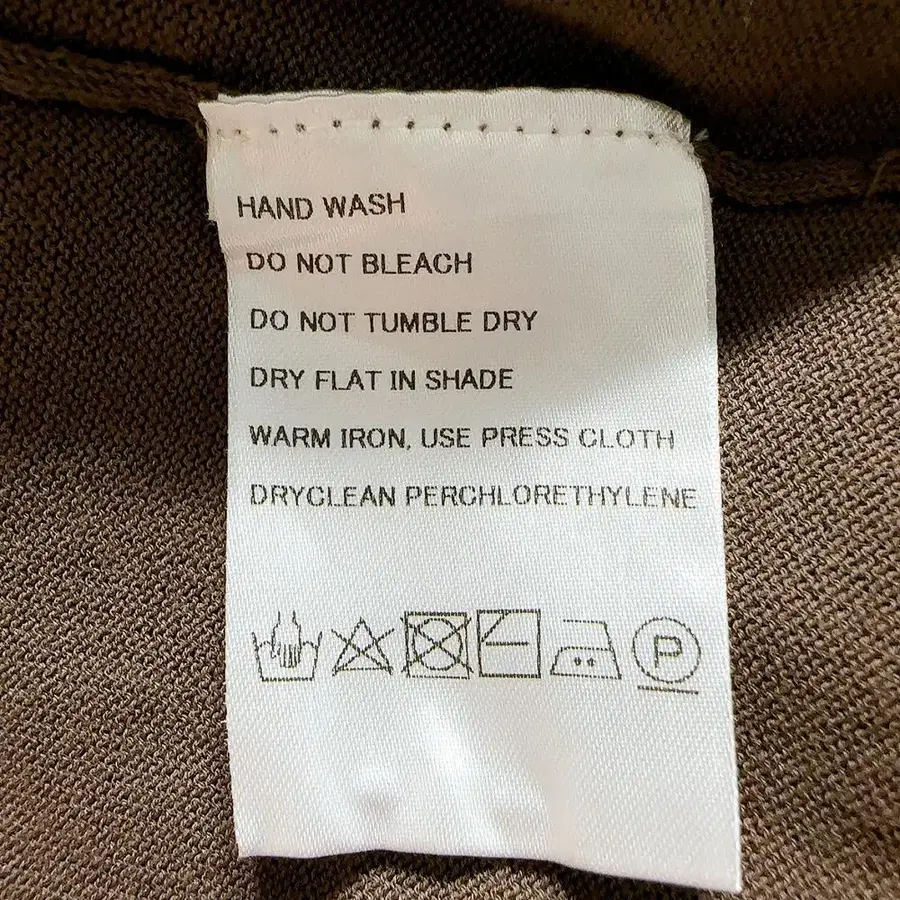 HAND WASH
DO NOT BLEACH
DO NOT TUMBLE DRY
DRY FLAT IN SHADE
WARM IRON, USE PRESS CLOTH
DRYCLEAN PERCHLORETHYLENE
P